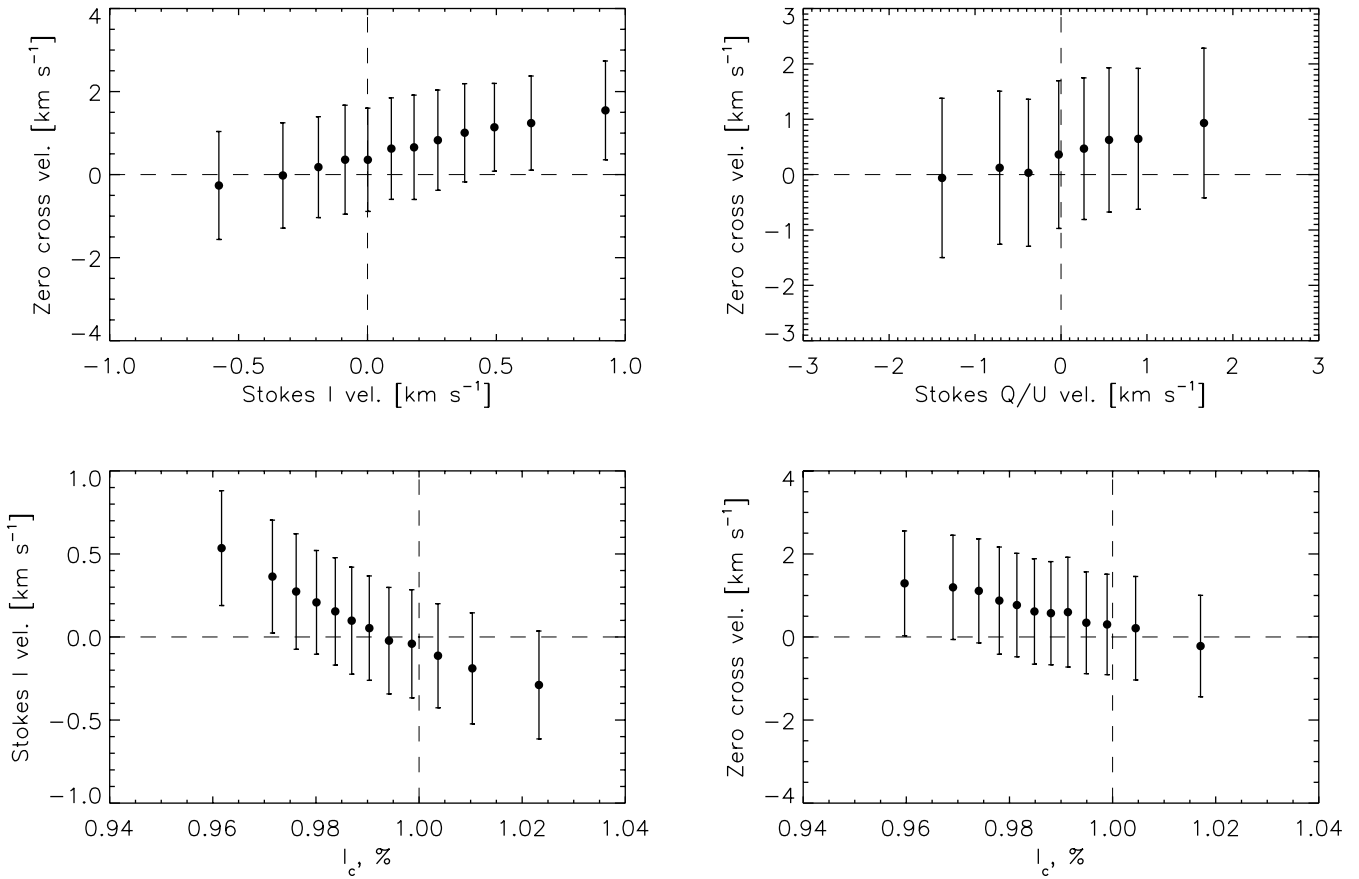 4
2
0
−2
−4
Zero cross vel. [km s⁻¹]
−1.0 −0.5 0.0 0.5 1.0
Stokes I vel. [km s⁻¹]
3
2
1
0
−1
−2
−3
Zero cross vel. [km s⁻¹]
−3 −2 −1 0 1 2 3
Stokes Q/U vel. [km s⁻¹]
1.0
0.5
0.0
−0.5
−1.0
Stokes I vel. [km s⁻¹]
0.94 0.96 0.98 1.00 1.02 1.04
I_c, %
4
2
0
−2
−4
Zero cross vel. [km s⁻¹]
0.94 0.96 0.98 1.00 1.02 1.04
I_c, %